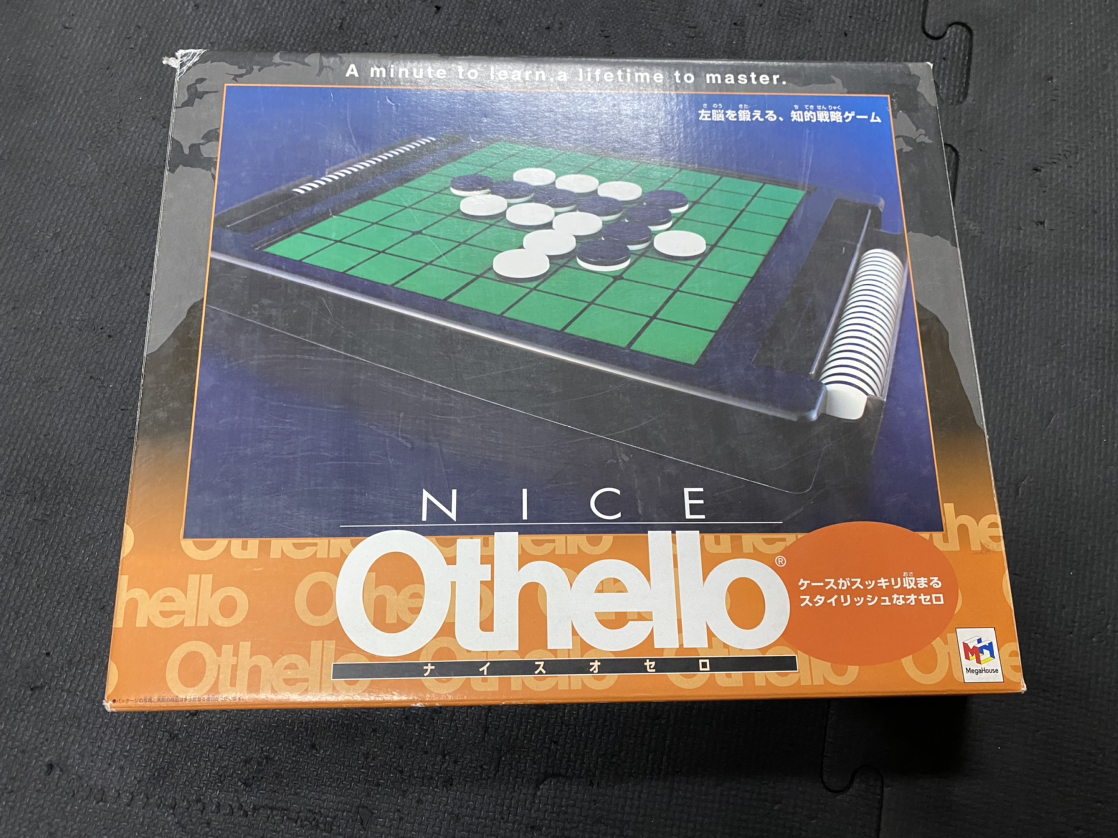 A minute to learn,a lifetime to master.
左脳を鍛える、知的戦略ゲーム
NICE
Othello®
ナイスオセロ
ケースがスッキリ収まる
スタイリッシュなオセロ
MegaHouse